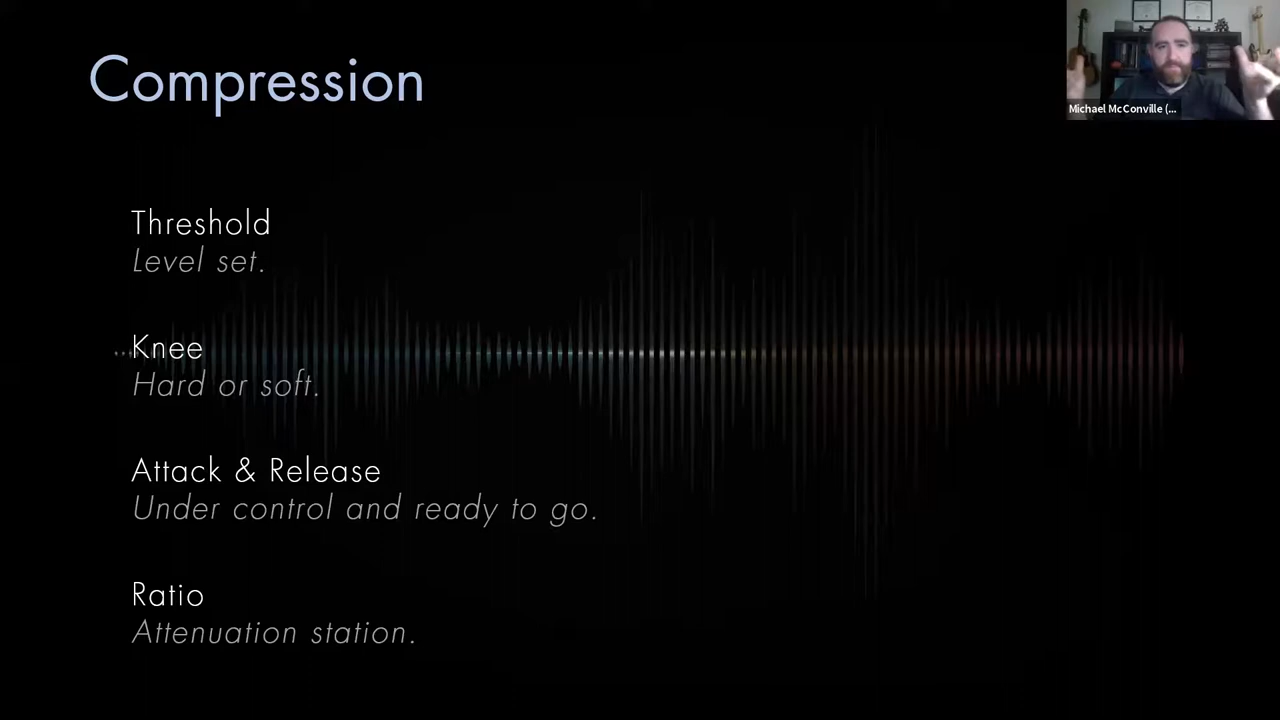 Compression
Michael McConville (...
Threshold
Level set.
Knee
Hard or soft.
Attack & Release
Under control and ready to go.
Ratio
Attenuation station.